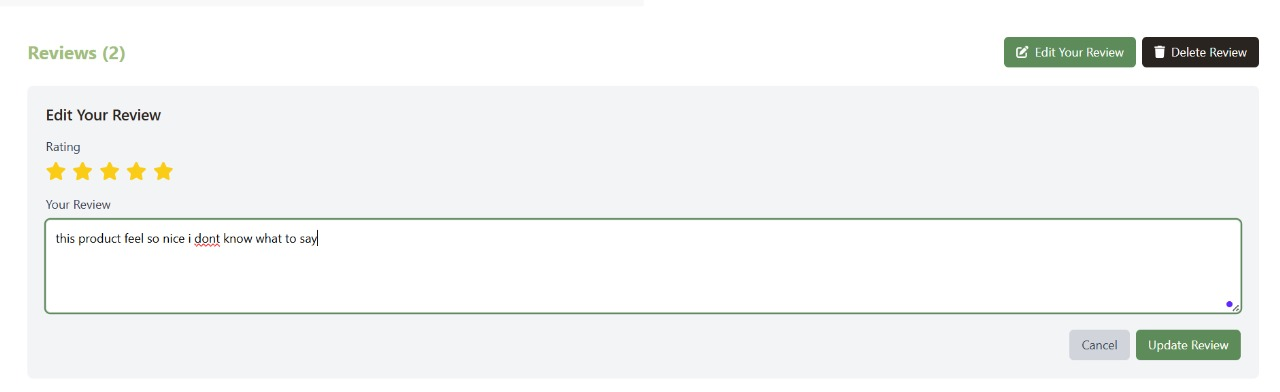 Reviews (2)
Edit Your Review
Delete Review
Edit Your Review
Rating
Your Review
this product feel so nice i dont know what to say
Cancel
Update Review